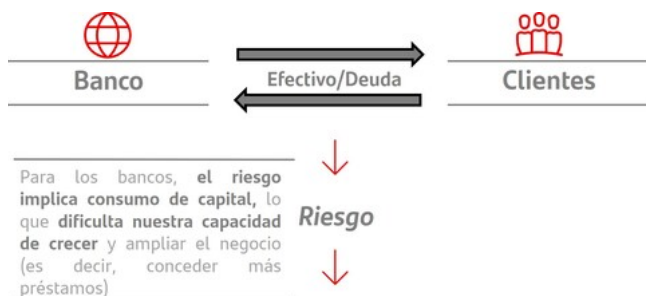 Banco
Efectivo/Deuda
Clientes
Para los bancos, el riesgo
implica consumo de capital, lo
que dificulta nuestra capacidad
de crecer y ampliar el negocio
(es decir, conceder más
préstamos)
Riesgo